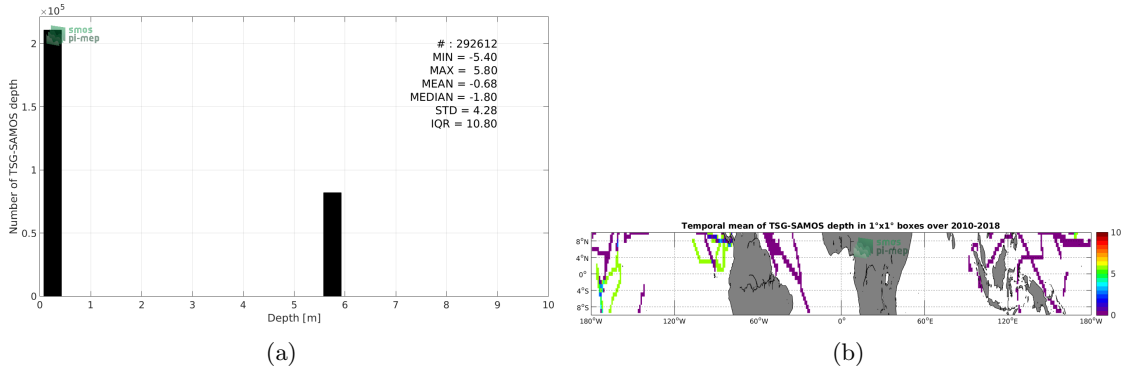 ×10⁵
smos
pi-mep
# : 292612
MIN = -5.40
MAX = 5.80
MEAN = -0.68
MEDIAN = -1.80
STD = 4.28
IQR = 10.80
2
1.5
1
0.5
0
Number of TSG-SAMOS depth
0 1 2 3 4 5 6 7 8 9 10
Depth [m]
(a)
Temporal mean of TSG-SAMOS depth in 1°x1° boxes over 2010-2018
smos
pi-mep
8°N
4°N
0°
4°S
8°S
180°W 120°W 60°W 0° 60°E 120°E 180°W
10
5
0
(b)